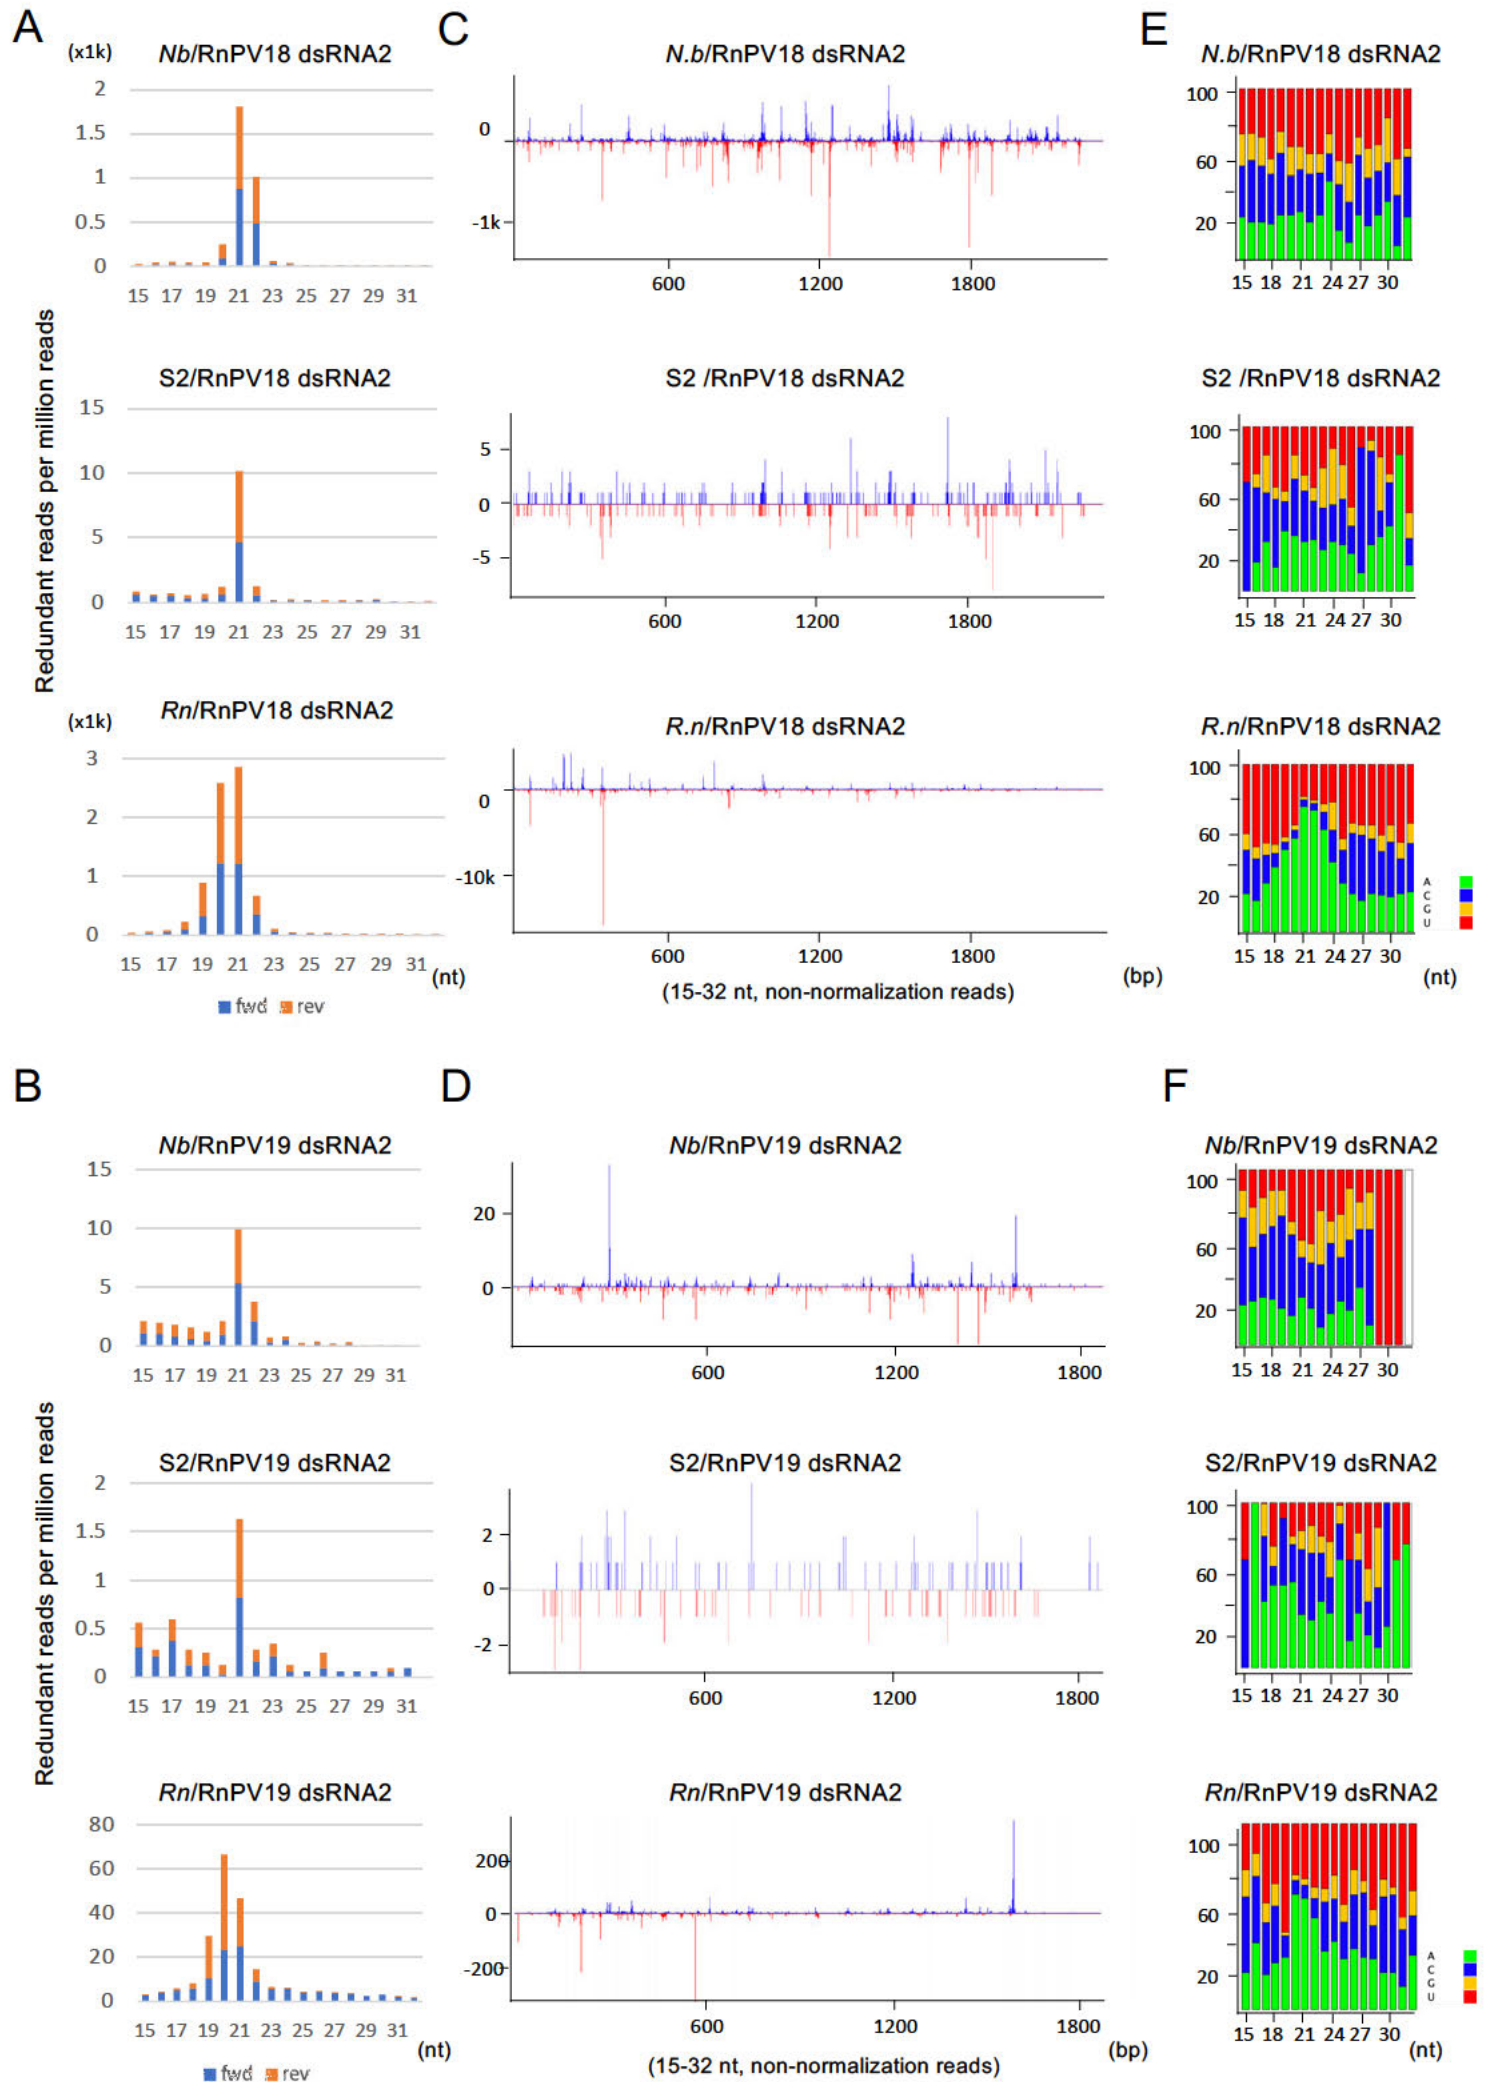 A
C
E
(x1k)
Nb/RnPV18 dsRNA2
N.b/RnPV18 dsRNA2
N.b/RnPV18 dsRNA2
2
1.5
1
0.5
0
15 17 19 21 23 25 27 29 31
0
-1k
600 1200 1800
100
60
20
15 18 21 24 27 30
Redundant reads per million reads
S2/RnPV18 dsRNA2
S2 /RnPV18 dsRNA2
S2 /RnPV18 dsRNA2
15
10
5
0
15 17 19 21 23 25 27 29 31
5
0
-5
600 1200 1800
100
60
20
15 18 21 24 27 30
(x1k)
Rn/RnPV18 dsRNA2
R.n/RnPV18 dsRNA2
R.n/RnPV18 dsRNA2
3
2
1
0
15 17 19 21 23 25 27 29 31
(nt)
fwd rev
0
-10k
600 1200 1800
(bp)
(15-32 nt, non-normalization reads)
100
60
20
15 18 21 24 27 30
(nt)
A
C
G
U
B
D
F
Nb/RnPV19 dsRNA2
Nb/RnPV19 dsRNA2
Nb/RnPV19 dsRNA2
15
10
5
0
15 17 19 21 23 25 27 29 31
20
0
600 1200 1800
100
60
20
15 18 21 24 27 30
Redundant reads per million reads
S2/RnPV19 dsRNA2
S2/RnPV19 dsRNA2
S2/RnPV19 dsRNA2
2
1.5
1
0.5
0
15 17 19 21 23 25 27 29 31
2
0
-2
600 1200 1800
100
60
20
15 18 21 24 27 30
Rn/RnPV19 dsRNA2
Rn/RnPV19 dsRNA2
Rn/RnPV19 dsRNA2
80
60
40
20
0
15 17 19 21 23 25 27 29 31
(nt)
fwd rev
200
0
-200
600 1200 1800
(bp)
(15-32 nt, non-normalization reads)
100
60
20
15 18 21 24 27 30
(nt)
A
C
G
U